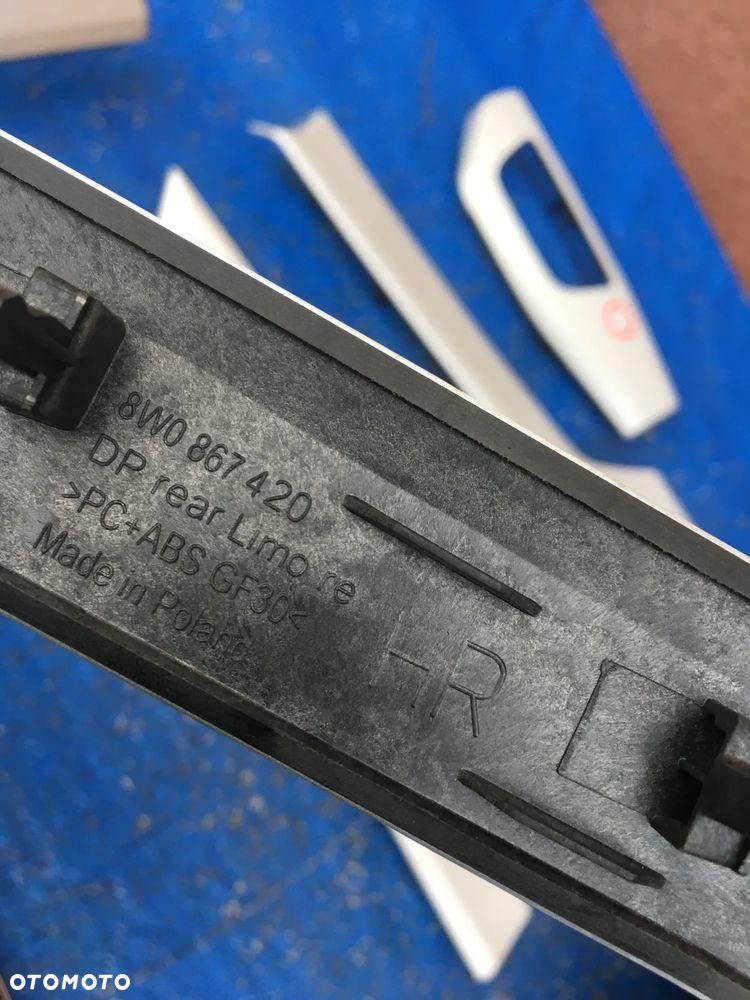 8W0 867 420
DP rear Limo re
>PC+ABS GF30<
Made in Poland
HR
OTOMOTO